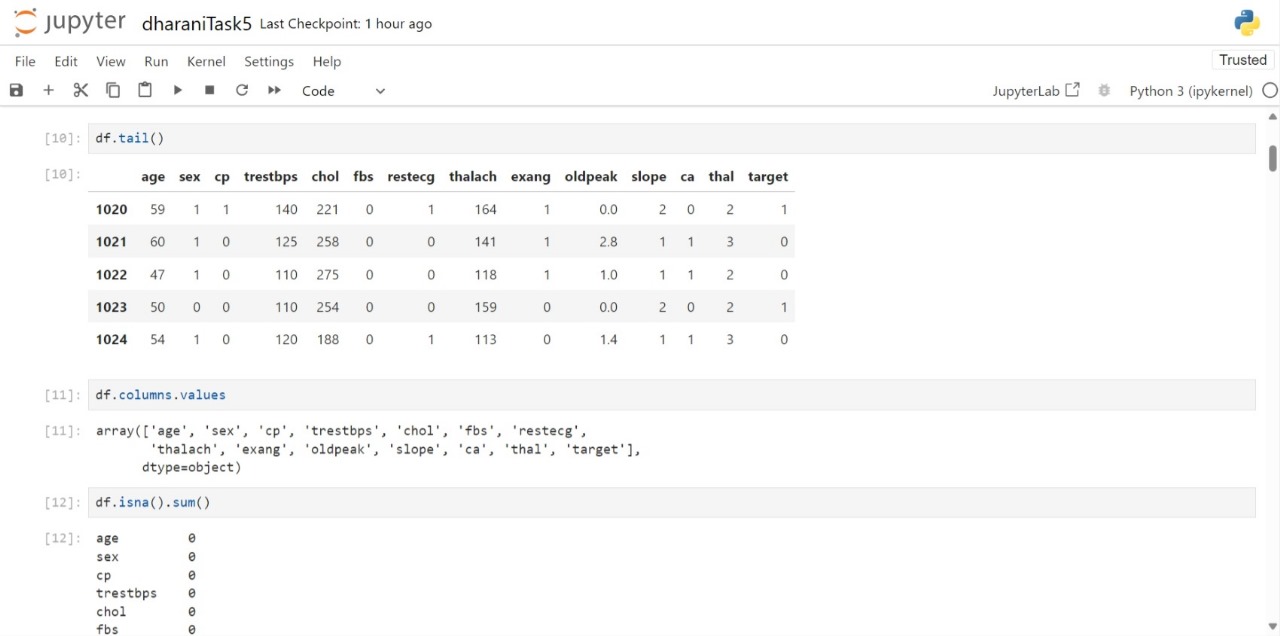 jupyter dharaniTask5 Last Checkpoint: 1 hour ago
File Edit View Run Kernel Settings Help Trusted
Code JupyterLab Python 3 (ipykernel)
[10]: df.tail()
[10]: age sex cp trestbps chol fbs restecg thalach exang oldpeak slope ca thal target
1020 59 1 1 140 221 0 1 164 1 0.0 2 0 2 1
1021 60 1 0 125 258 0 0 141 1 2.8 1 1 3 0
1022 47 1 0 110 275 0 0 118 1 1.0 1 1 2 0
1023 50 0 0 110 254 0 0 159 0 0.0 2 0 2 1
1024 54 1 0 120 188 0 1 113 0 1.4 1 1 3 0
[11]: df.columns.values
[11]: array(['age', 'sex', 'cp', 'trestbps', 'chol', 'fbs', 'restecg',
'thalach', 'exang', 'oldpeak', 'slope', 'ca', 'thal', 'target'],
dtype=object)
[12]: df.isna().sum()
[12]: age 0
sex 0
cp 0
trestbps 0
chol 0
fbs 0